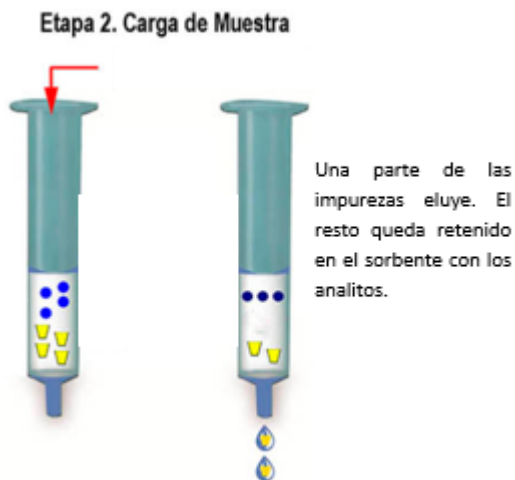 Etapa 2. Carga de Muestra
Una parte de las
impurezas eluye. El
resto queda retenido
en el sorbente con los
analitos.